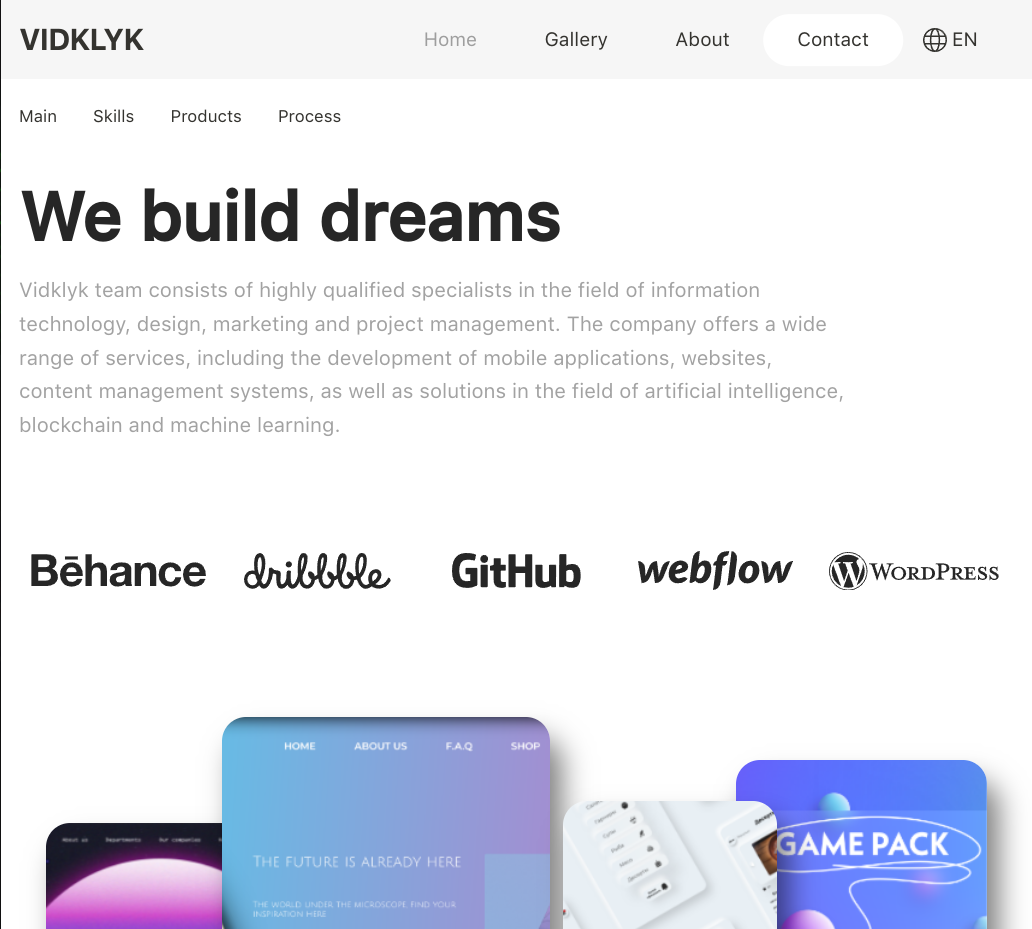 VIDKLYK
Home Gallery About Contact EN
Main Skills Products Process
We build dreams
Vidklyk team consists of highly qualified specialists in the field of information
technology, design, marketing and project management. The company offers a wide
range of services, including the development of mobile applications, websites,
content management systems, as well as solutions in the field of artificial intelligence,
blockchain and machine learning.
Bēhance dribbble GitHub webflow WORDPRESS
HOME ABOUT US F.A.Q SHOP
THE FUTURE IS ALREADY HERE
THE WORLD UNDER THE MICROSCOPE. FIND YOUR
INSPIRATION HERE
About us Departments Our companies
GAME PACK